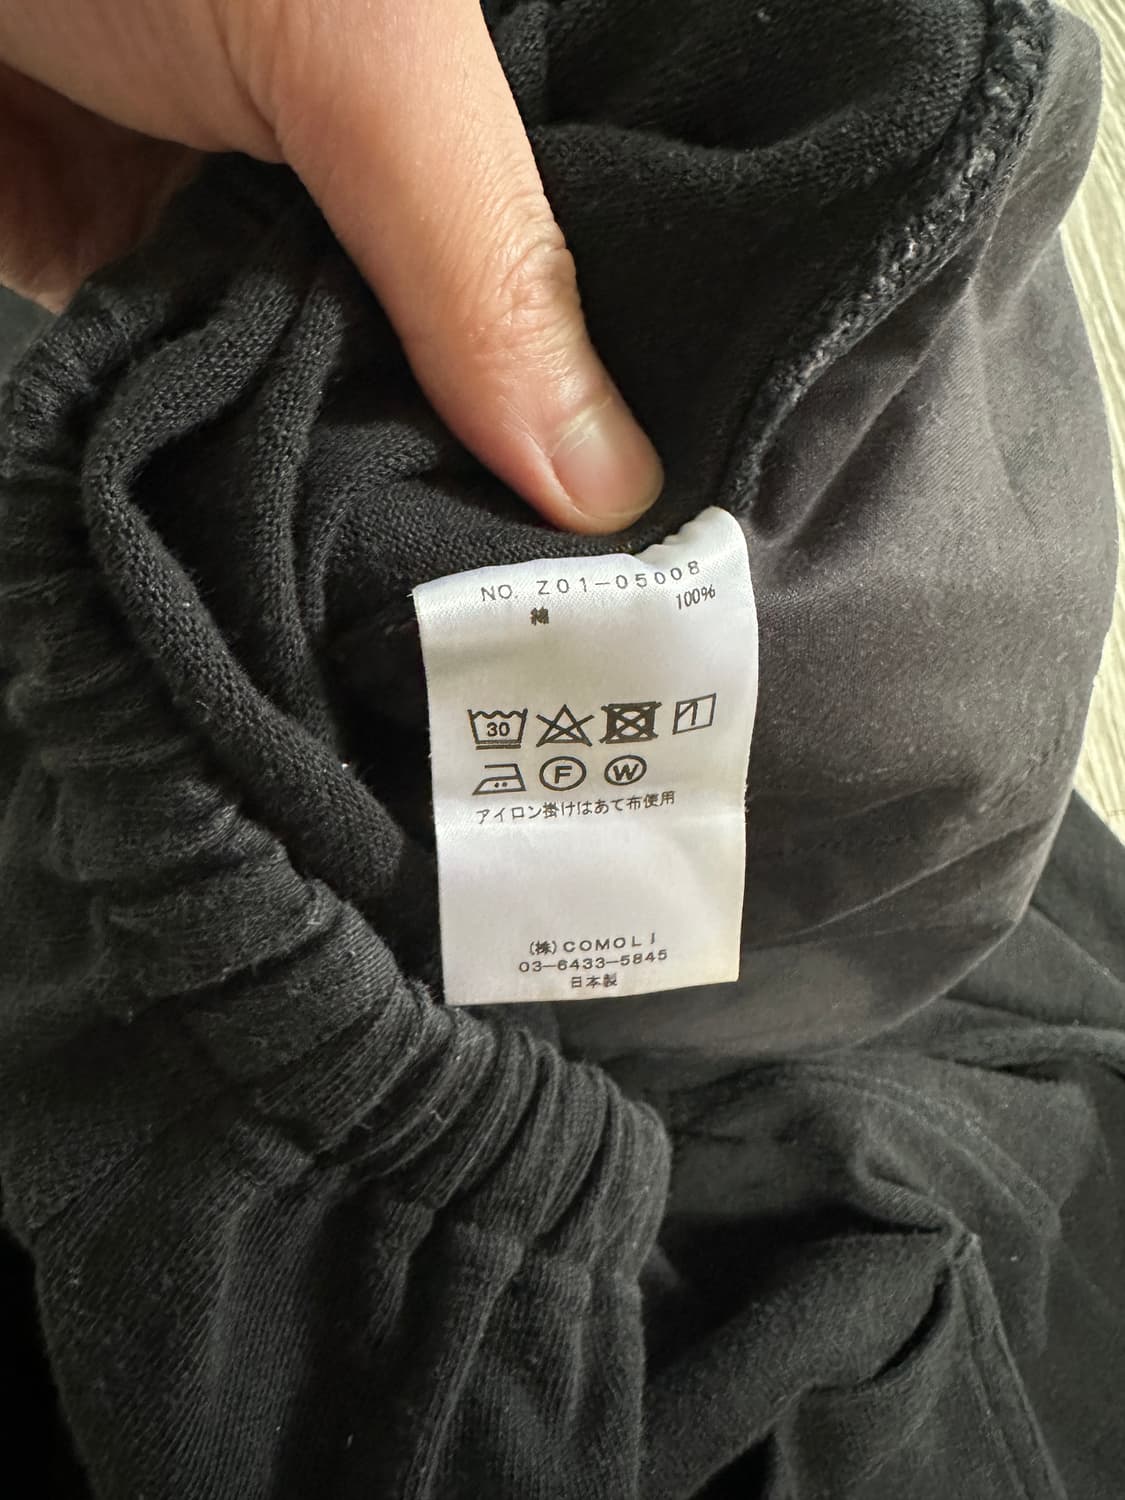 NO. Z01-05008
綿 100%
30
F W
アイロン掛けはあて布使用
(株)COMOLI
03-6433-5845
日本製